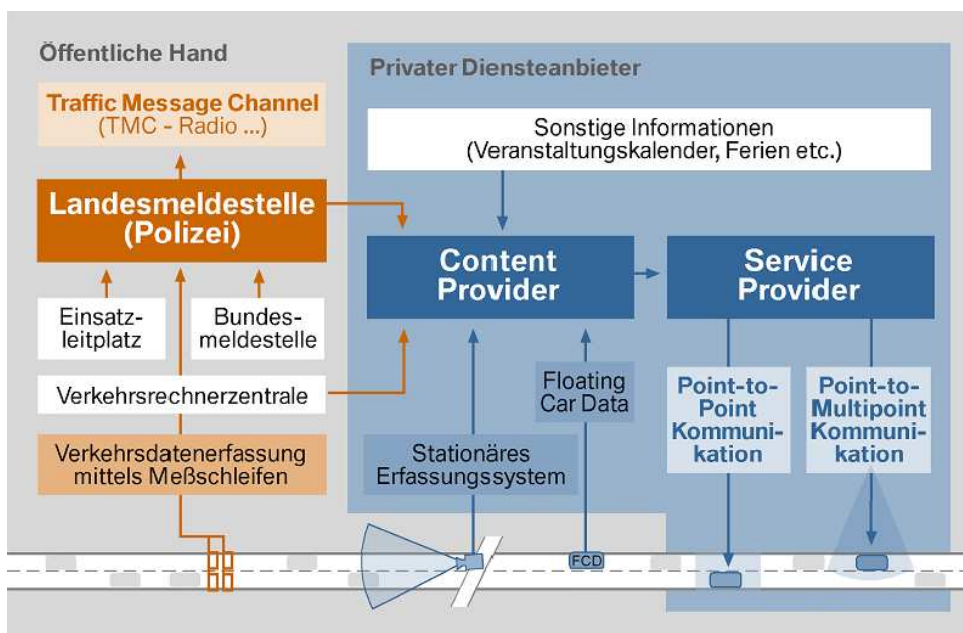 Öffentliche Hand
Traffic Message Channel
(TMC - Radio ...)
Landesmeldestelle
(Polizei)
Einsatz-
leitplatz
Bundes-
meldestelle
Verkehrsrechnerzentrale
Verkehrsdatenerfassung
mittels Meßschleifen
Privater Diensteanbieter
Sonstige Informationen
(Veranstaltungskalender, Ferien etc.)
Content
Provider
Service
Provider
Floating
Car Data
Stationäres
Erfassungssystem
Point-to-
Point
Kommuni-
kation
Point-to-
Multipoint
Kommuni-
kation
FCD